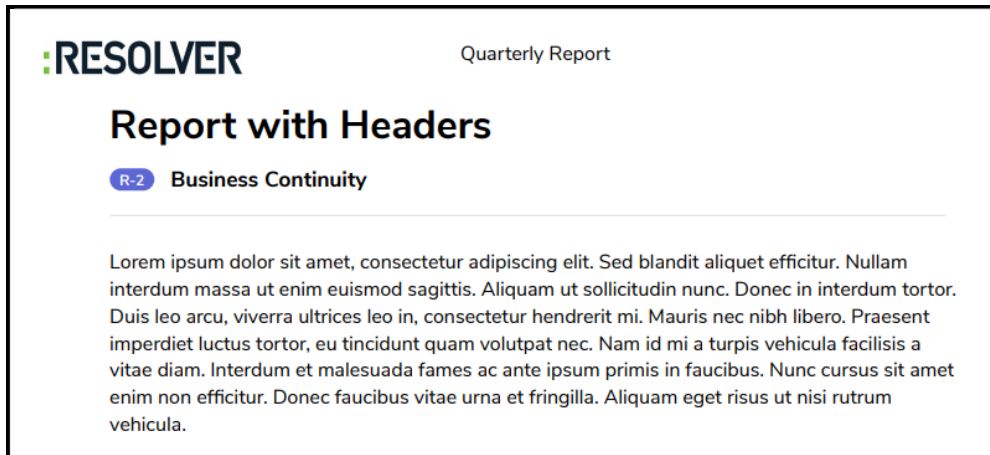 :RESOLVER
Quarterly Report
Report with Headers
R-2 Business Continuity
Lorem ipsum dolor sit amet, consectetur adipiscing elit. Sed blandit aliquet efficitur. Nullam
interdum massa ut enim euismod sagittis. Aliquam ut sollicitudin nunc. Donec in interdum tortor.
Duis leo arcu, viverra ultrices leo in, consectetur hendrerit mi. Mauris nec nibh libero. Praesent
imperdiet luctus tortor, eu tincidunt quam volutpat nec. Nam id mi a turpis vehicula facilisis a
vitae diam. Interdum et malesuada fames ac ante ipsum primis in faucibus. Nunc cursus sit amet
enim non efficitur. Donec faucibus vitae urna et fringilla. Aliquam eget risus ut nisi rutrum
vehicula.